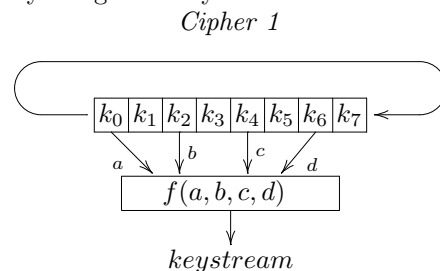 Cipher 1
k0 k1 k2 k3 k4 k5 k6 k7
a b c d
f(a, b, c, d)
keystream